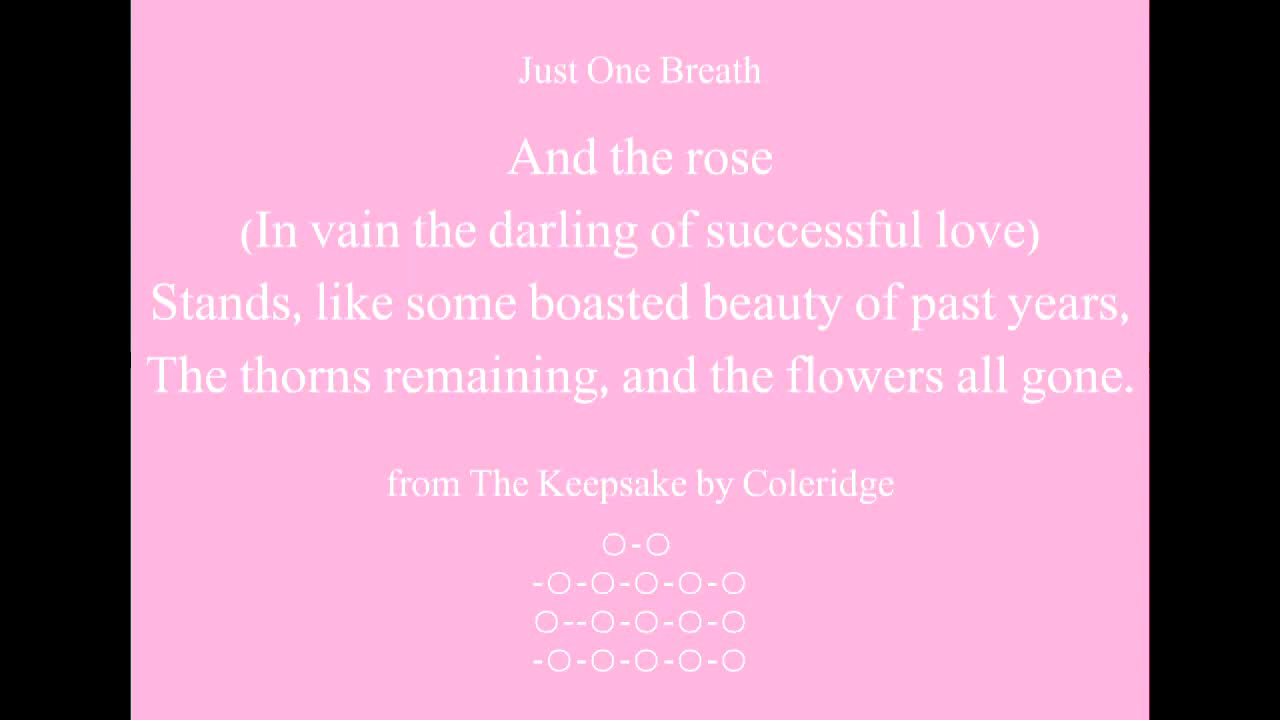 Just One Breath
And the rose
(In vain the darling of successful love)
Stands, like some boasted beauty of past years,
The thorns remaining, and the flowers all gone.
from The Keepsake by Coleridge
○-○
-○-○-○-○-○
○--○-○-○-○
-○-○-○-○-○